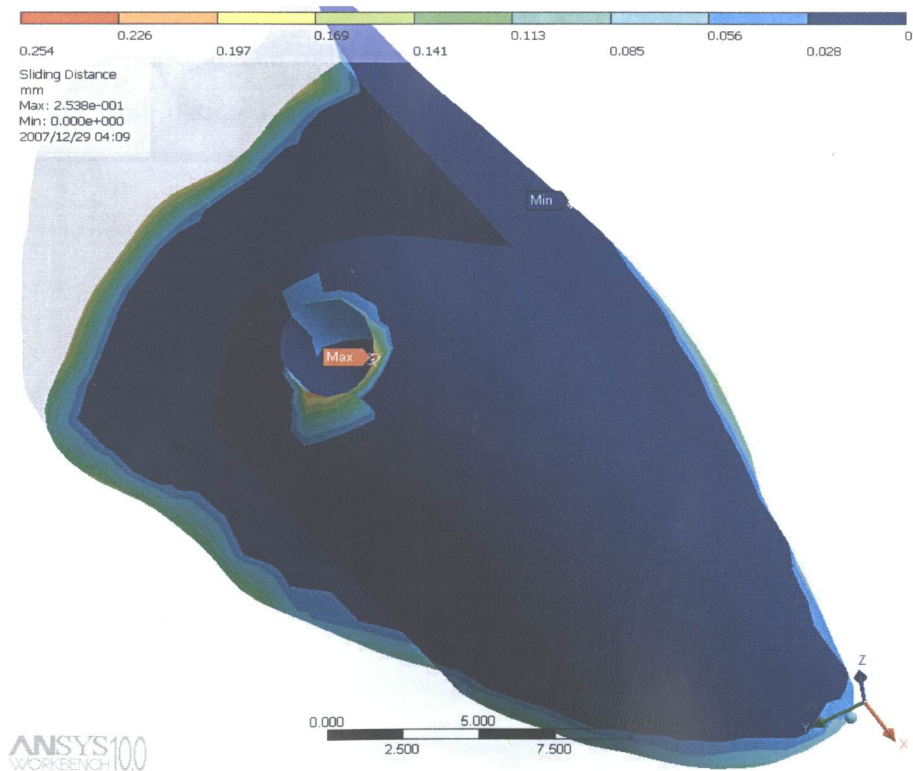 0.254 0.226 0.197 0.169 0.141 0.113 0.085 0.056 0.028 0
Sliding Distance
mm
Max: 2.538e-001
Min: 0.000e+000
2007/12/29 04:09
Min
Max
Z
Y
X
0.000 5.000
2.500 7.500
ANSYS
WORKBENCH 10.0